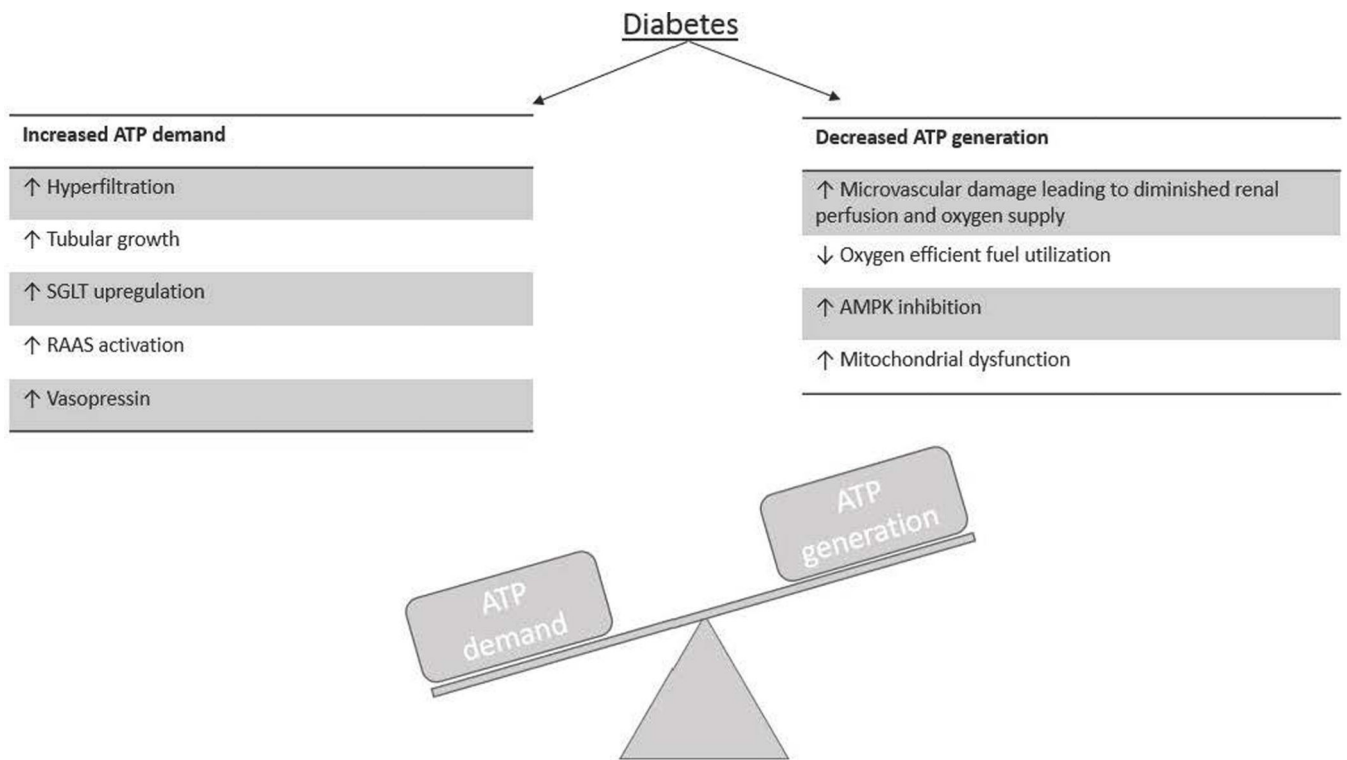 Diabetes
Increased ATP demand
↑ Hyperfiltration
↑ Tubular growth
↑ SGLT upregulation
↑ RAAS activation
↑ Vasopressin
Decreased ATP generation
↑ Microvascular damage leading to diminished renal
perfusion and oxygen supply
↓ Oxygen efficient fuel utilization
↑ AMPK inhibition
↑ Mitochondrial dysfunction
ATP
demand
ATP
generation